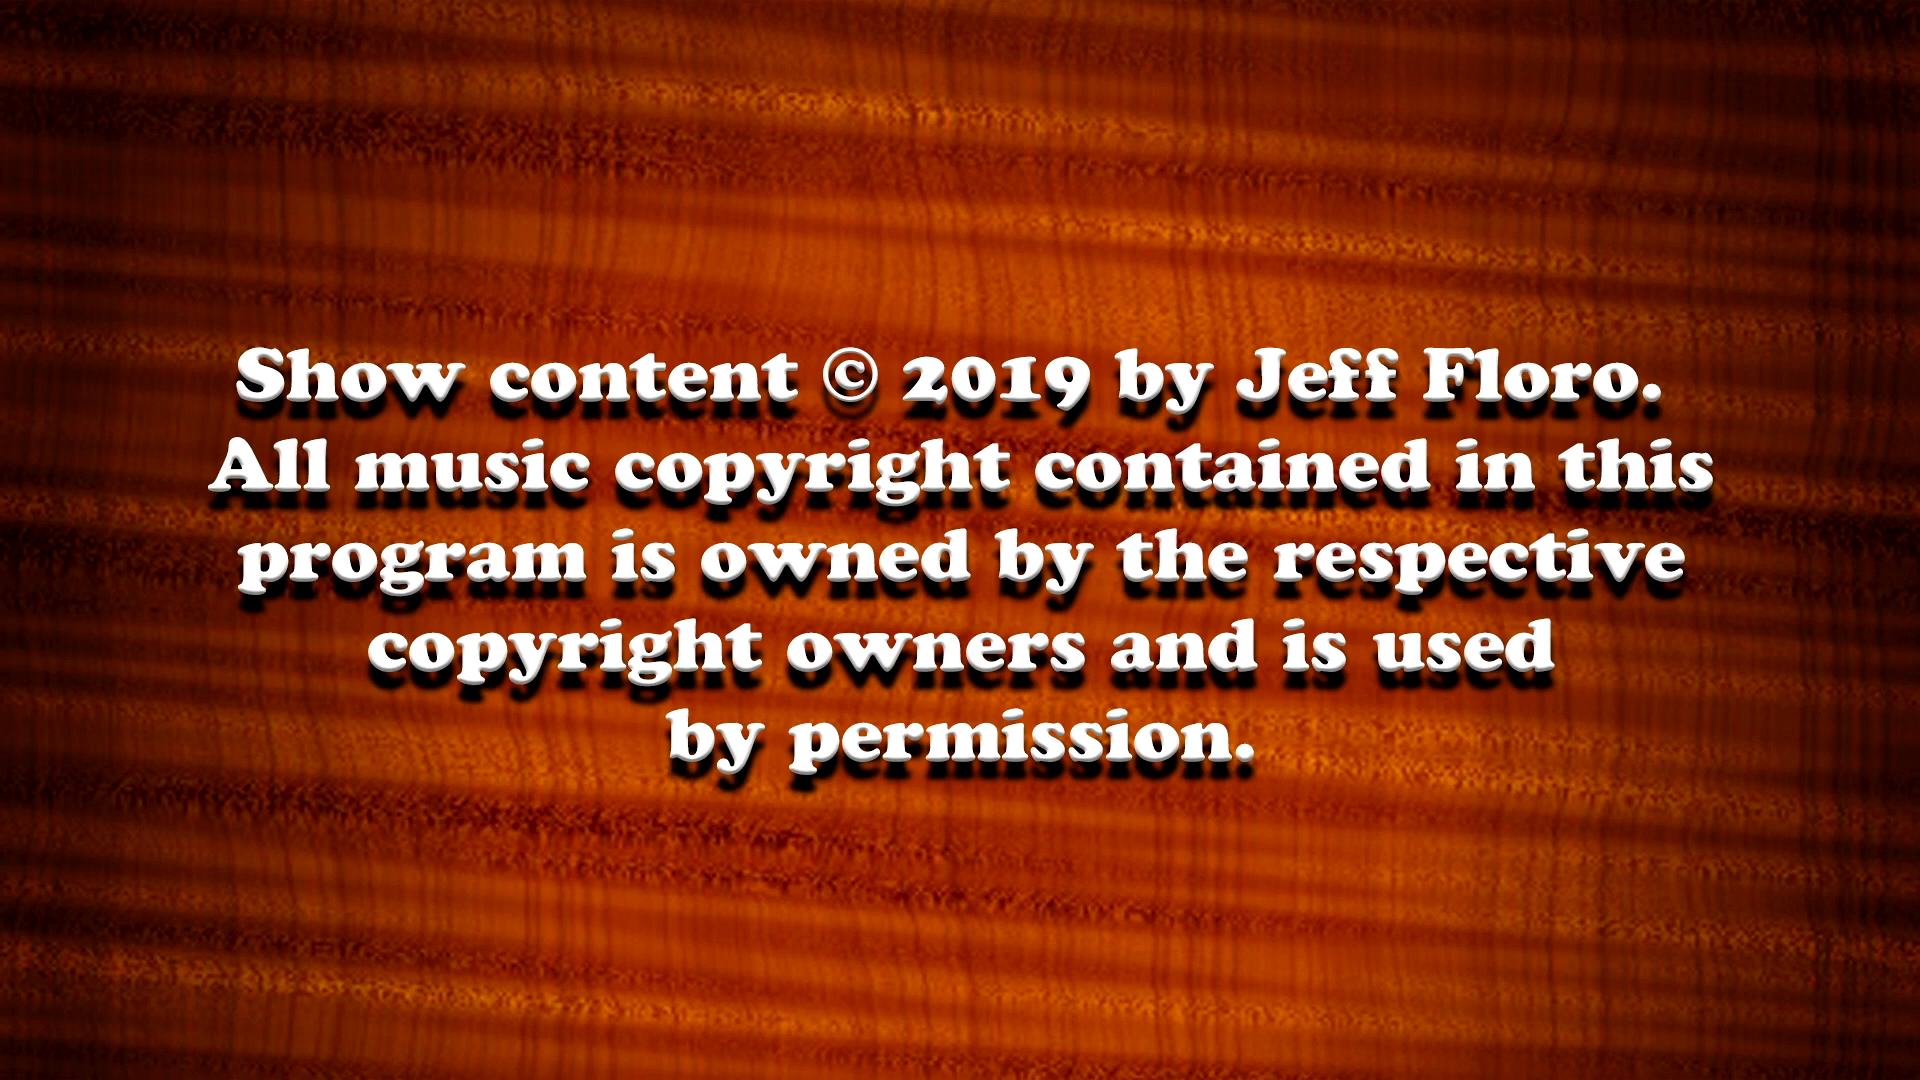 Show content © 2019 by Jeff Floro.
All music copyright contained in this
program is owned by the respective
copyright owners and is used
by permission.